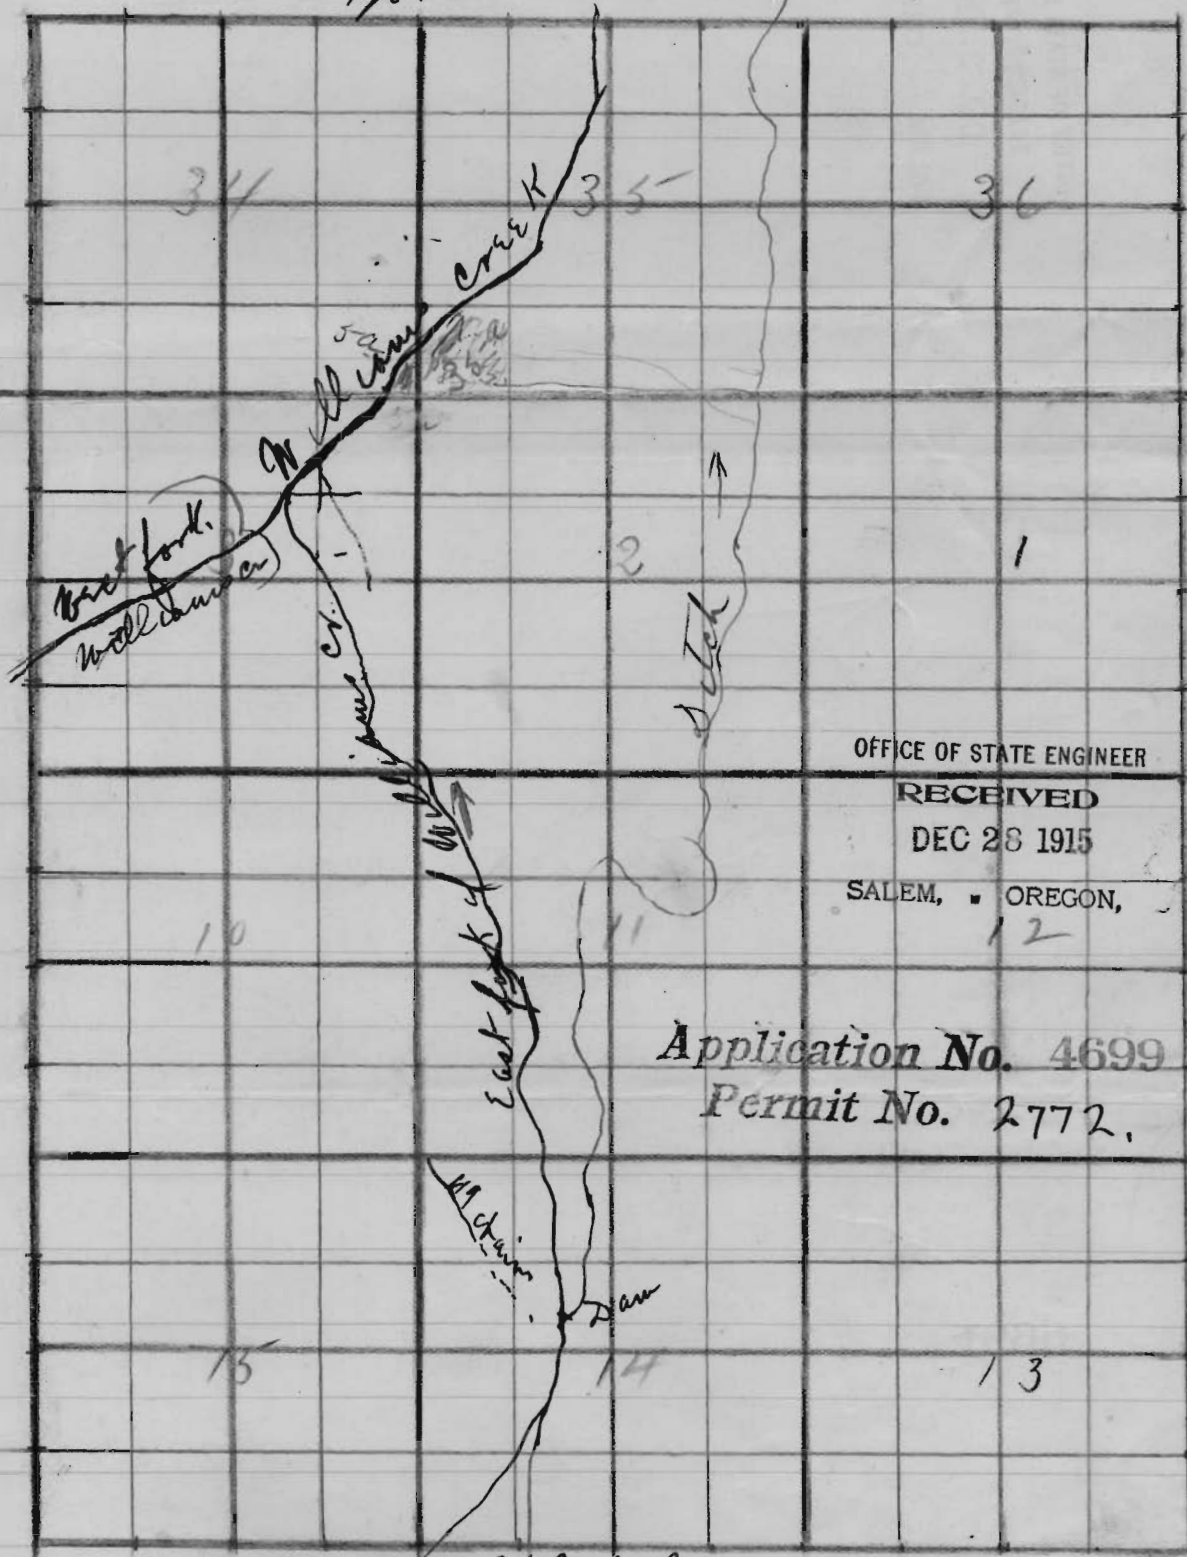 34
35
36
Williams Creek
5a
West fork.
Williams cr
3
2
1
Ditch
East fork of Williams cr.
OFFICE OF STATE ENGINEER
RECEIVED
DEC 28 1915
SALEM, OREGON,
10
11
12
Application No. 4699
Permit No. 2772.
Dam
15
14
13